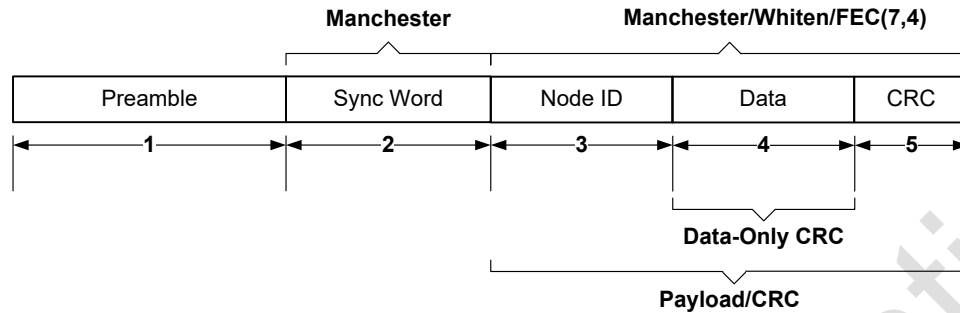 Manchester
Manchester/Whiten/FEC(7,4)
Preamble
Sync Word
Node ID
Data
CRC
1
2
3
4
5
Data-Only CRC
Payload/CRC